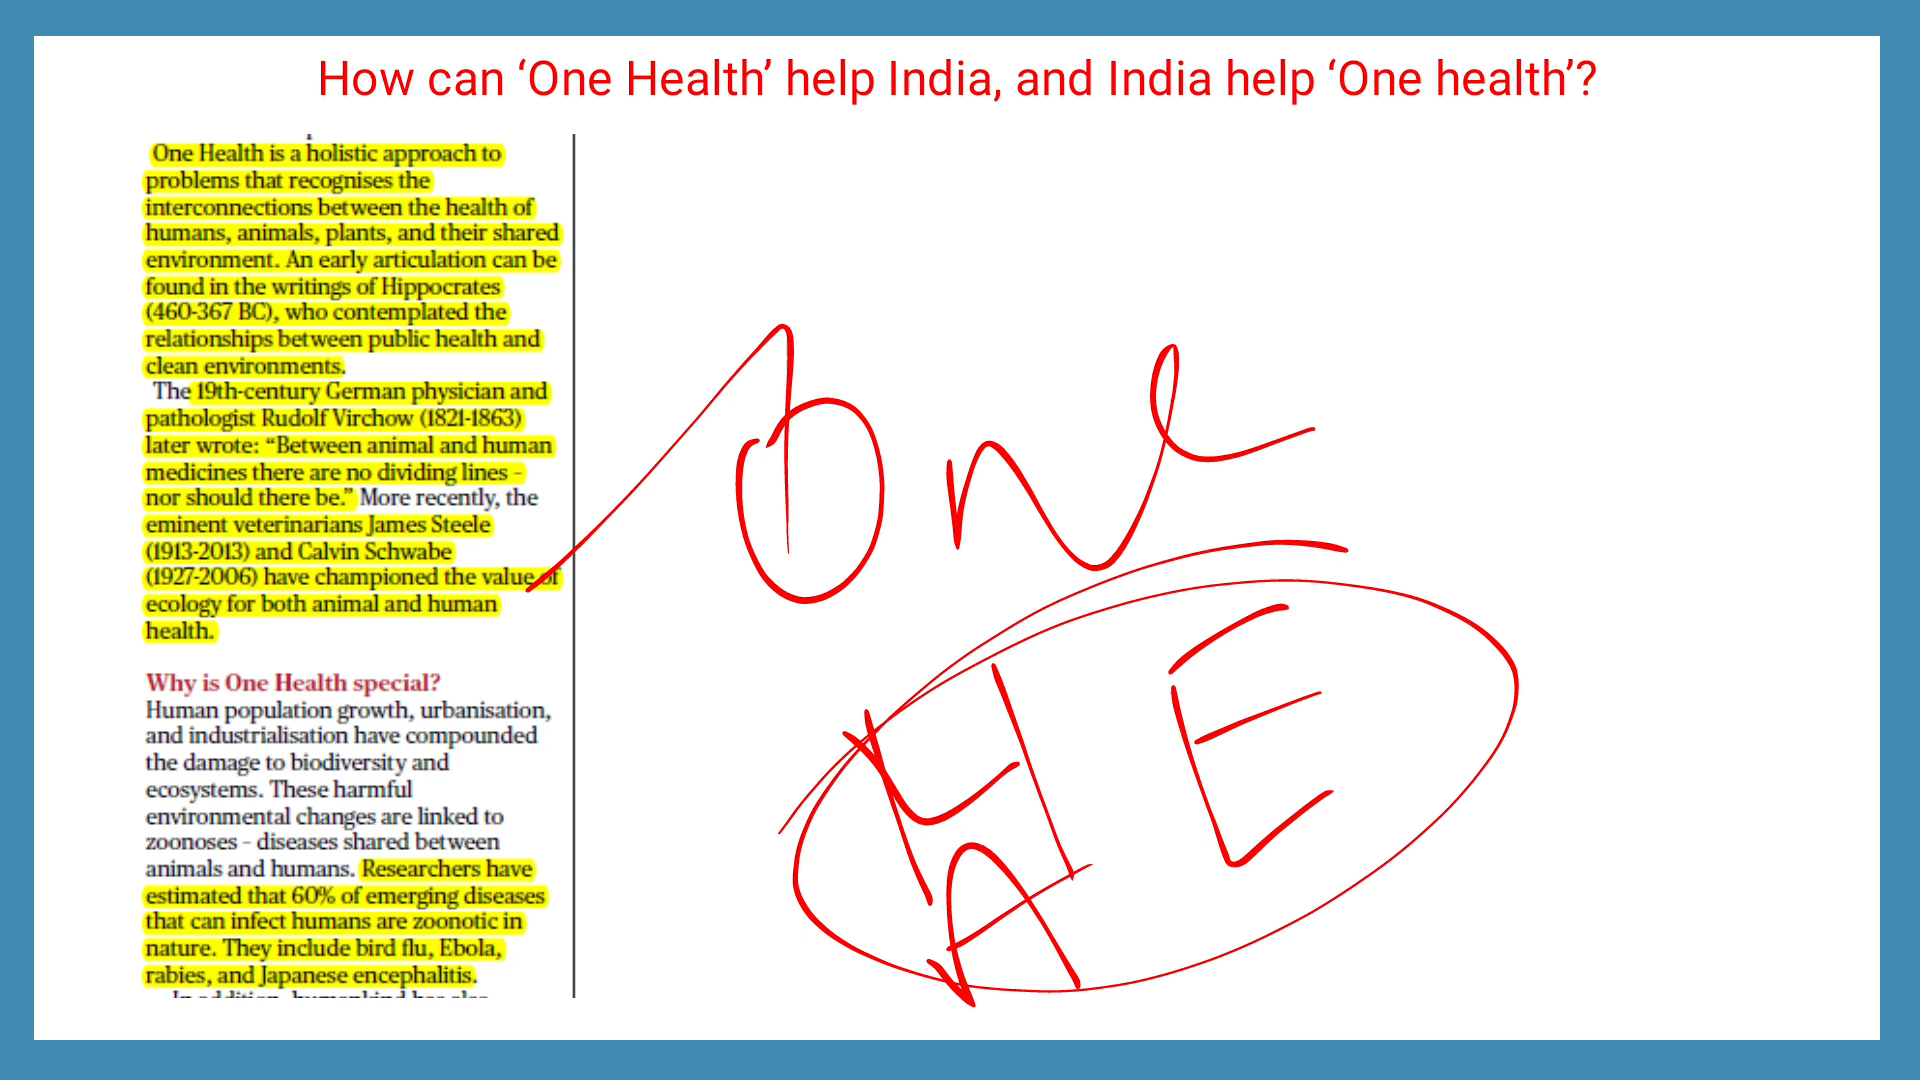 How can ‘One Health’ help India, and India help ‘One health’?
One Health is a holistic approach to
problems that recognises the
interconnections between the health of
humans, animals, plants, and their shared
environment. An early articulation can be
found in the writings of Hippocrates
(460-367 BC), who contemplated the
relationships between public health and
clean environments.
The 19th-century German physician and
pathologist Rudolf Virchow (1821-1863)
later wrote: “Between animal and human
medicines there are no dividing lines –
nor should there be.” More recently, the
eminent veterinarians James Steele
(1913-2013) and Calvin Schwabe
(1927-2006) have championed the value of
ecology for both animal and human
health.
Why is One Health special?
Human population growth, urbanisation,
and industrialisation have compounded
the damage to biodiversity and
ecosystems. These harmful
environmental changes are linked to
zoonoses – diseases shared between
animals and humans. Researchers have
estimated that 60% of emerging diseases
that can infect humans are zoonotic in
nature. They include bird flu, Ebola,
rabies, and Japanese encephalitis.
One
H E
A